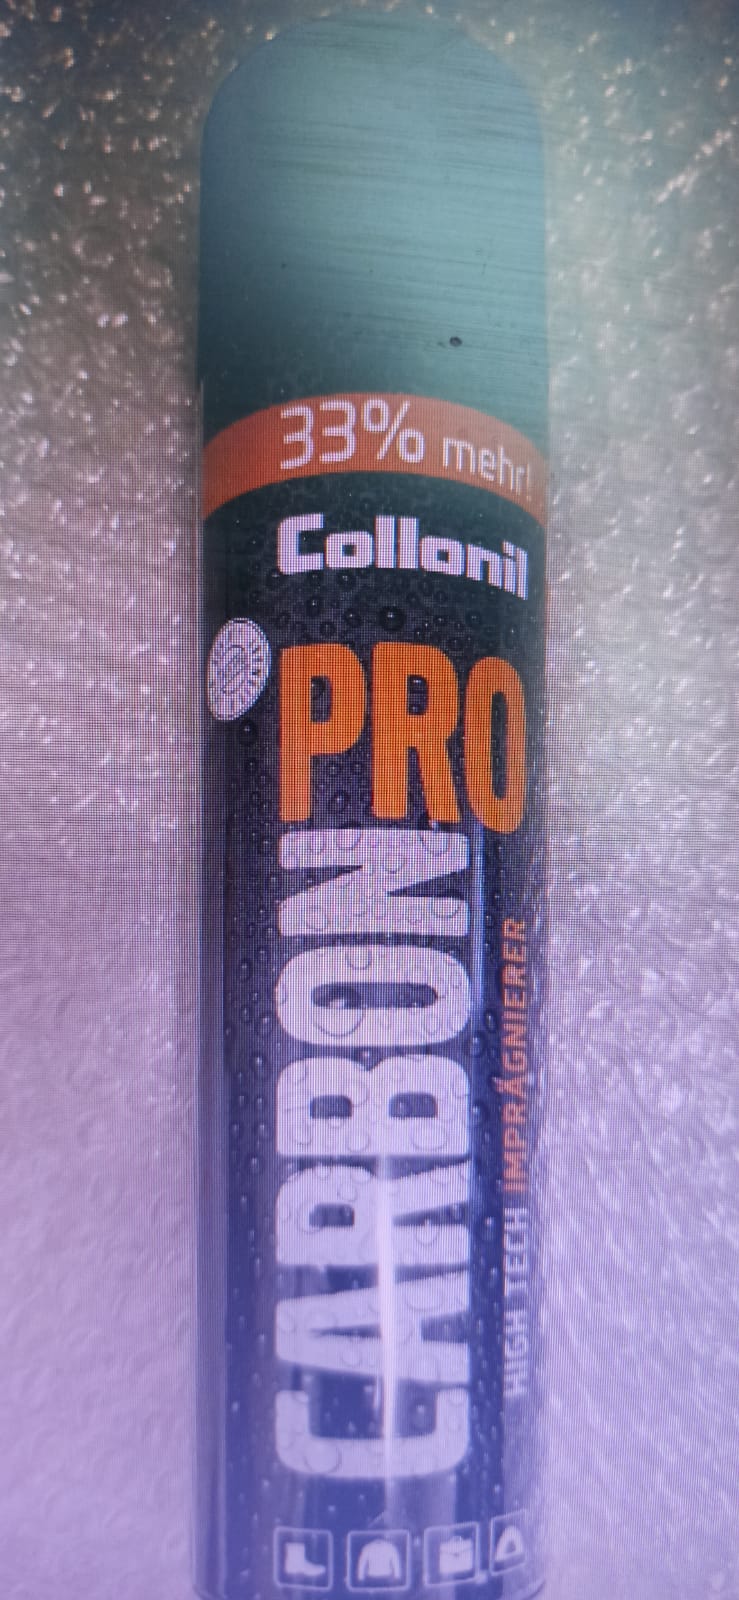 33% mehr!
Collonil
PRO
CARBON
HIGH TECH IMPRÄGNIERER